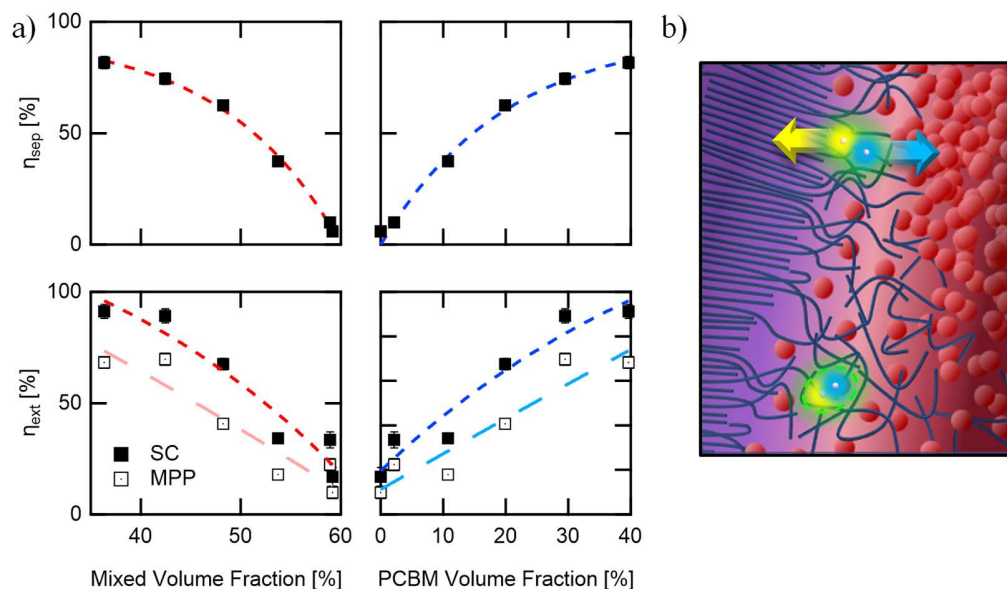 a)
b)
100
50
0
η_sep [%]
100
50
0
η_ext [%]
SC
MPP
40
50
60
0
10
20
30
40
Mixed Volume Fraction [%]
PCBM Volume Fraction [%]